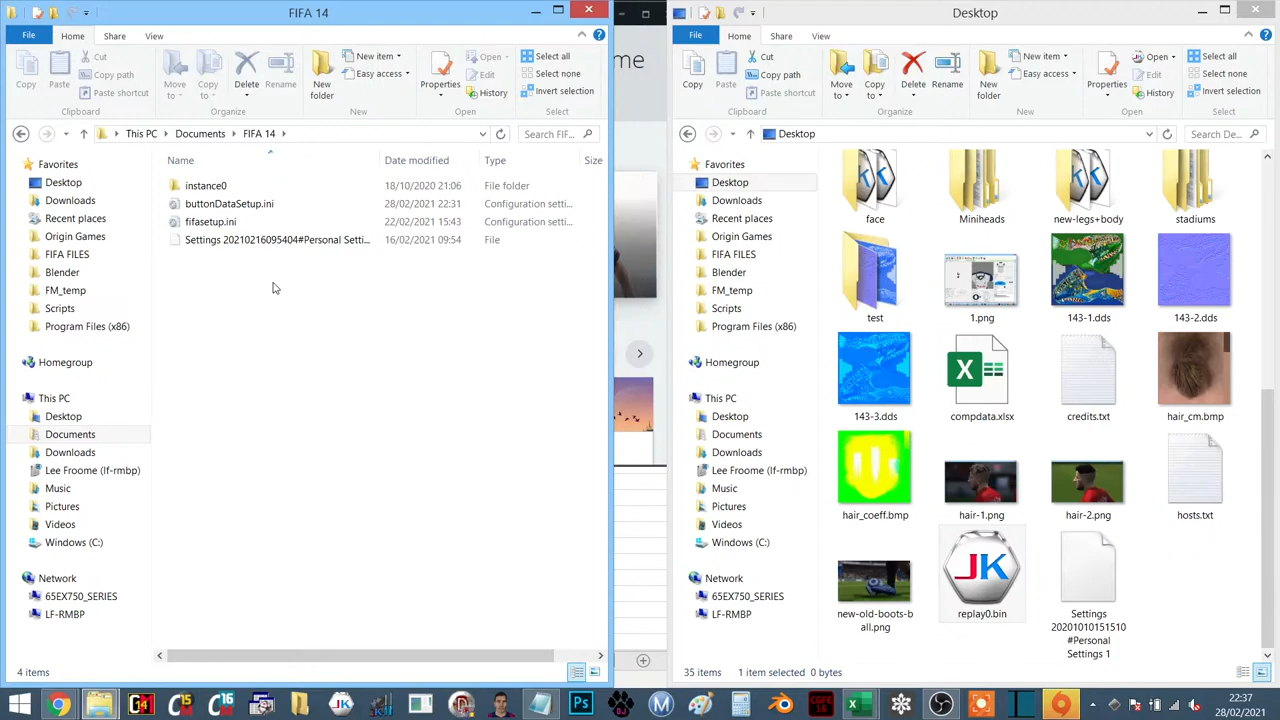 FIFA 14
File
Home
Share
View
Copy
Paste
Cut
Copy path
Paste shortcut
Clipboard
Move
to
Copy
to
Delete
Rename
Organize
New
folder
New item
Easy access
New
Properties
Open
Edit
History
Open
Select all
Select none
Invert selection
Select
This PC
Documents
FIFA 14
Search FIF...
Name
Date modified
Type
Size
Favorites
Desktop
Downloads
Recent places
Origin Games
FIFA FILES
Blender
FM_temp
Scripts
Program Files (x86)
Homegroup
This PC
Desktop
Documents
Downloads
Lee Froome (lf-rmbp)
Music
Pictures
Videos
Windows (C:)
Network
65EX750_SERIES
LF-RMBP
instance0 18/10/2020 21:06 File folder
buttonDataSetup.ini 28/02/2021 22:31 Configuration setti...
fifasetup.ini 22/02/2021 15:43 Configuration setti...
Settings 20210216095404#Personal Setti... 16/02/2021 09:54 File
4 items
me
Desktop
File
Home
Share
View
Copy
Paste
Cut
Copy path
Paste shortcut
Clipboard
Move
to
Copy
to
Delete
Rename
Organize
New
folder
New item
Easy access
New
Properties
Open
Edit
History
Open
Select all
Select none
Invert selection
Select
Desktop
Search De...
Favorites
Desktop
Downloads
Recent places
Origin Games
FIFA FILES
Blender
FM_temp
Scripts
Program Files (x86)
Homegroup
This PC
Desktop
Documents
Downloads
Lee Froome (lf-rmbp)
Music
Pictures
Videos
Windows (C:)
Network
65EX750_SERIES
LF-RMBP
face
Miniheads
new-legs+body
stadiums
test
1.png
143-1.dds
143-2.dds
143-3.dds
X
compdata.xlsx
credits.txt
hair_cm.bmp
hair_coeff.bmp
hair-1.png
hair-2.png
hosts.txt
new-old-boots-b
all.png
JK
replay0.bin
Settings
20201010151510
#Personal
Settings 1
35 items
1 item selected 0 bytes
22:37
28/02/2021